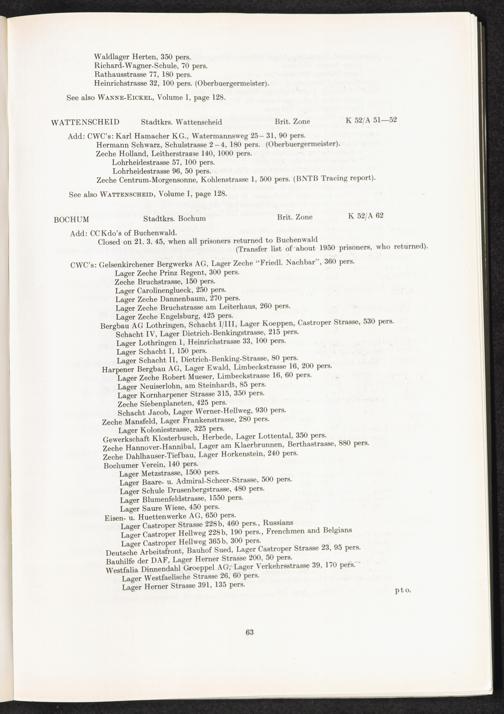 Waldlager Herten, 350 pers.
Richard-Wagner-Schule, 70 pers.
Rathausstrasse 77, 180 pers.
Heinrichstrasse 32, 100 pers. (Oberbuergermeister).
See also WANNE-EICKEL, Volume I, page 128.
WATTENSCHEID Stadtkrs. Wattenscheid Brit. Zone K 52/A 51—52
Add: CWC's: Karl Hamacher KG., Watermannsweg 25—31, 90 pers.
Hermann Schwarz, Schulstrasse 2-4, 180 pers. (Oberbuergermeister).
Zeche Holland, Leitherstrasse 140, 1000 pers.
Lohrheidestrasse 57, 100 pers.
Lohrheidestrasse 96, 50 pers.
Zeche Centrum-Morgensonne, Kohlenstrasse 1, 500 pers. (BNTB Tracing report).
See also WATTENSCHEID, Volume I, page 128.
BOCHUM Stadtkrs. Bochum Brit. Zone K 52/A 62
Add: CCKdo's of Buchenwald.
Closed on 21. 3. 45, when all prisoners returned to Buchenwald
(Transfer list of about 1950 prisoners, who returned).
CWC's: Gelsenkirchener Bergwerks AG, Lager Zeche "Friedl. Nachbar", 360 pers.
Lager Zeche Prinz Regent, 300 pers.
Zeche Bruchstrasse, 150 pers.
Lager Carolinenglueck, 250 pers.
Lager Zeche Dannenbaum, 270 pers.
Lager Zeche Bruchstrasse am Leiterhaus, 260 pers.
Lager Zeche Engelsburg, 425 pers.
Bergbau AG Lothringen, Schacht I/III, Lager Koeppen, Castroper Strasse, 530 pers.
Schacht IV, Lager Dietrich-Benkingstrasse, 215 pers.
Lager Lothringen I, Heinrichstrasse 33, 100 pers.
Lager Schacht I, 150 pers.
Lager Schacht II, Dietrich-Benking-Strasse, 80 pers.
Harpener Bergbau AG, Lager Ewald, Limbeckstrasse 16, 200 pers.
Lager Zeche Robert Mueser, Limbeckstrasse 16, 60 pers.
Lager Neuiserlohn, am Steinhardt, 85 pers.
Lager Kornharpener Strasse 315, 350 pers.
Zeche Siebenplaneten, 425 pers.
Schacht Jacob, Lager Werner-Hellweg, 930 pers.
Zeche Mansfeld, Lager Frankenstrasse, 280 pers.
Lager Koloniestrasse, 325 pers.
Gewerkschaft Klosterbusch, Herbede, Lager Lottental, 350 pers.
Zeche Hannover-Hannibal, Lager am Klaerbrunnen, Berthastrasse, 880 pers.
Zeche Dahlhauser-Tiefbau, Lager Horkenstein, 240 pers.
Bochumer Verein, 140 pers.
Lager Metzstrasse, 1500 pers.
Lager Baare- u. Admiral-Scheer-Strasse, 500 pers.
Lager Schule Drusenbergstrasse, 480 pers.
Lager Blumenfeldstrasse, 1550 pers.
Lager Saure Wiese, 450 pers.
Eisen- u. Huettenwerke AG, 650 pers.
Lager Castroper Strasse 228b, 460 pers., Russians
Lager Castroper Hellweg 228b, 190 pers., Frenchmen and Belgians
Lager Castroper Hellweg 365b, 300 pers.
Deutsche Arbeitsfront, Bauhof Sued, Lager Castroper Strasse 23, 95 pers.
Bauhilfe der DAF, Lager Herner Strasse 200, 50 pers.
Westfalia Dinnendahl Groeppel AG, Lager Verkehrsstrasse 39, 170 pers.
Lager Westfaelische Strasse 26, 60 pers.
Lager Herner Strasse 391, 135 pers.
pto.
63